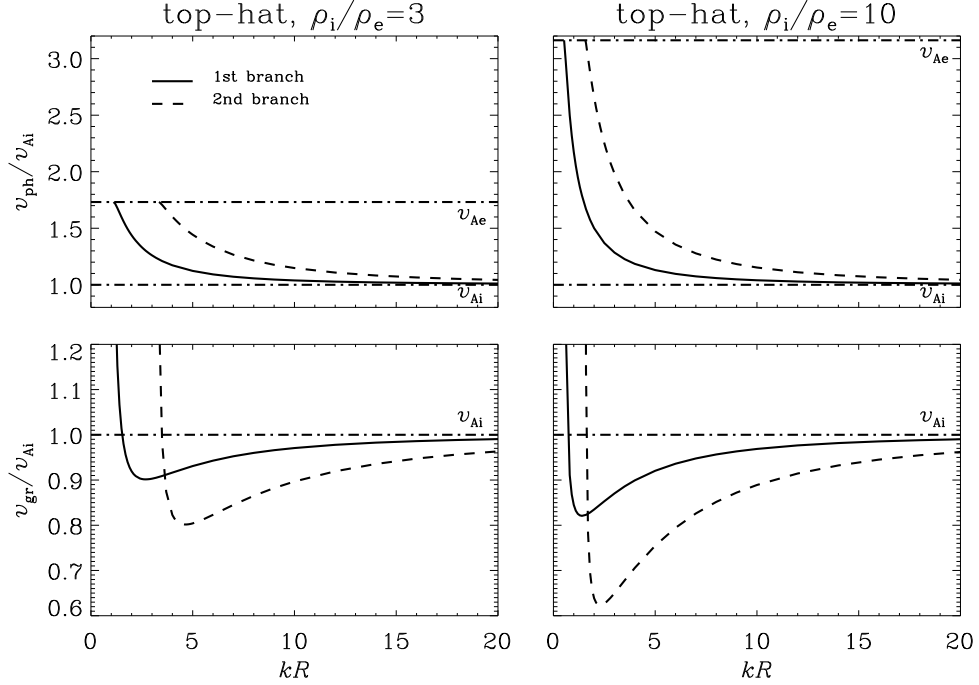 top-hat, ρi/ρe=3
top-hat, ρi/ρe=10
vph/vAi
3.0
2.5
2.0
1.5
1.0
1st branch
2nd branch
vAe
vAi
vAe
vAi
vgr/vAi
1.2
1.1
1.0
0.9
0.8
0.7
0.6
vAi
vAi
0 5 10 15 20
0 5 10 15 20
kR
kR